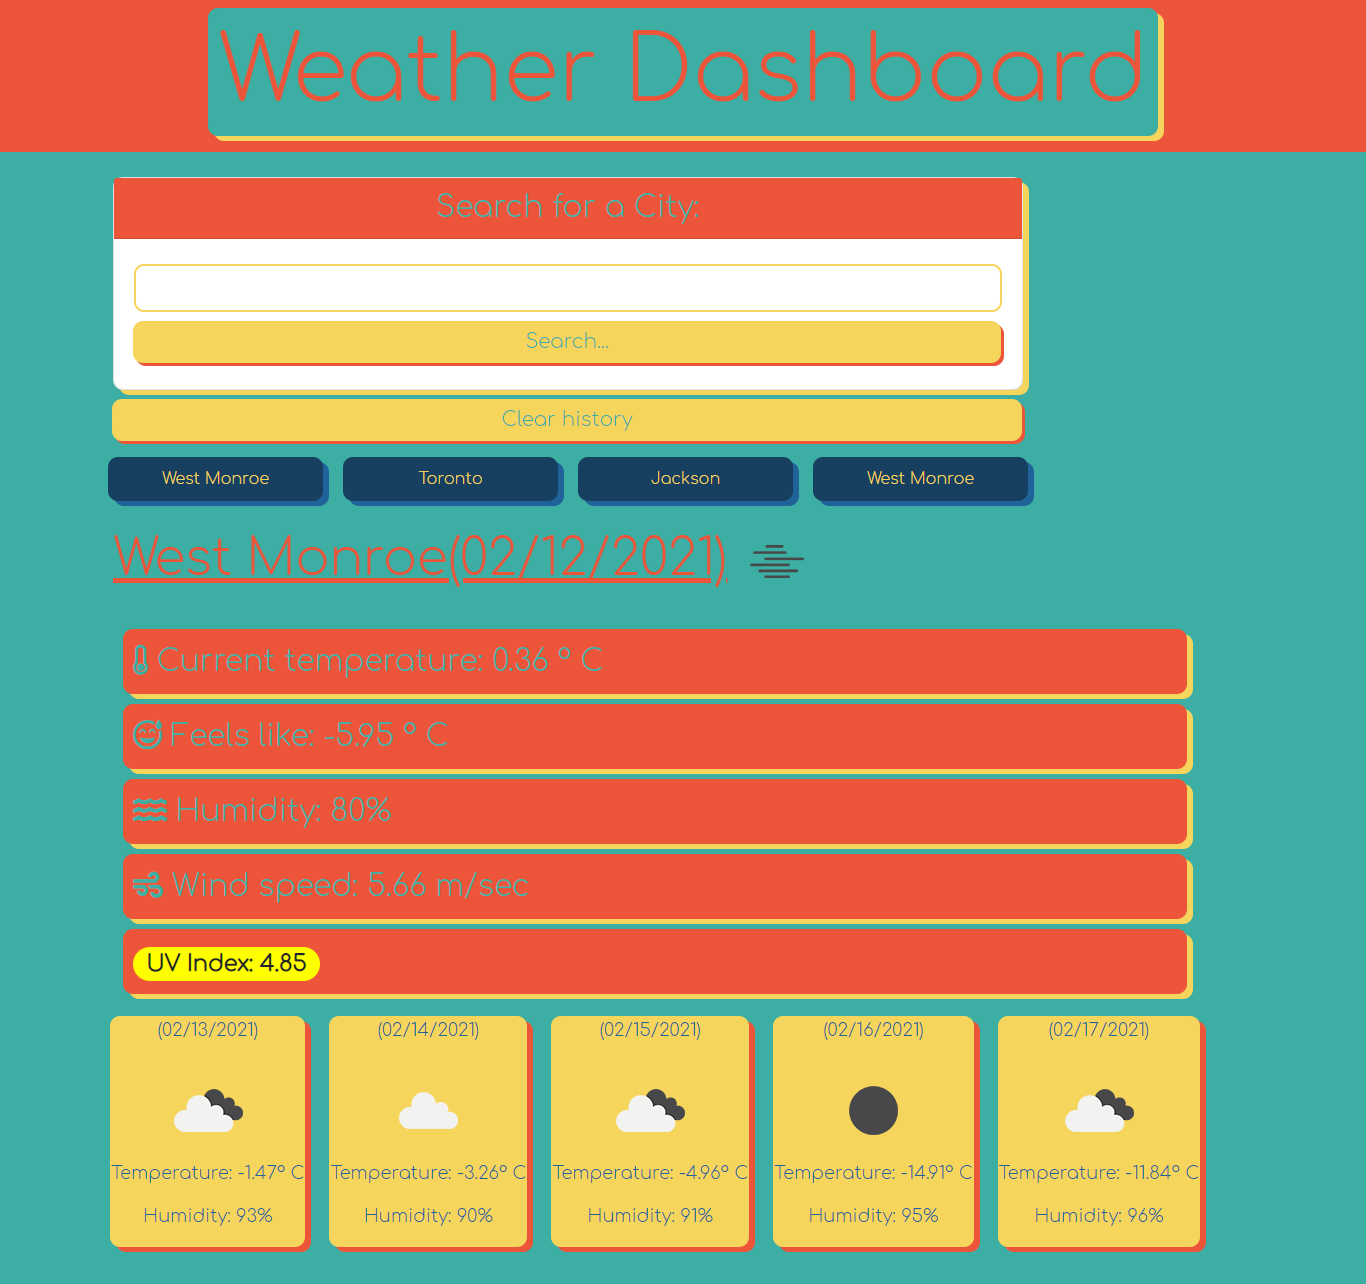 Weather Dashboard
Search for a City:
Search...
Clear history
West Monroe Toronto Jackson West Monroe
West Monroe(02/12/2021)
Current temperature: 0.36 ° C
Feels like: -5.95 ° C
Humidity: 80%
Wind speed: 5.66 m/sec
UV Index: 4.85
(02/13/2021) (02/14/2021) (02/15/2021) (02/16/2021) (02/17/2021)
Temperature: -1.47° C Temperature: -3.26° C Temperature: -4.96° C Temperature: -14.91° C Temperature: -11.84° C
Humidity: 93% Humidity: 90% Humidity: 91% Humidity: 95% Humidity: 96%